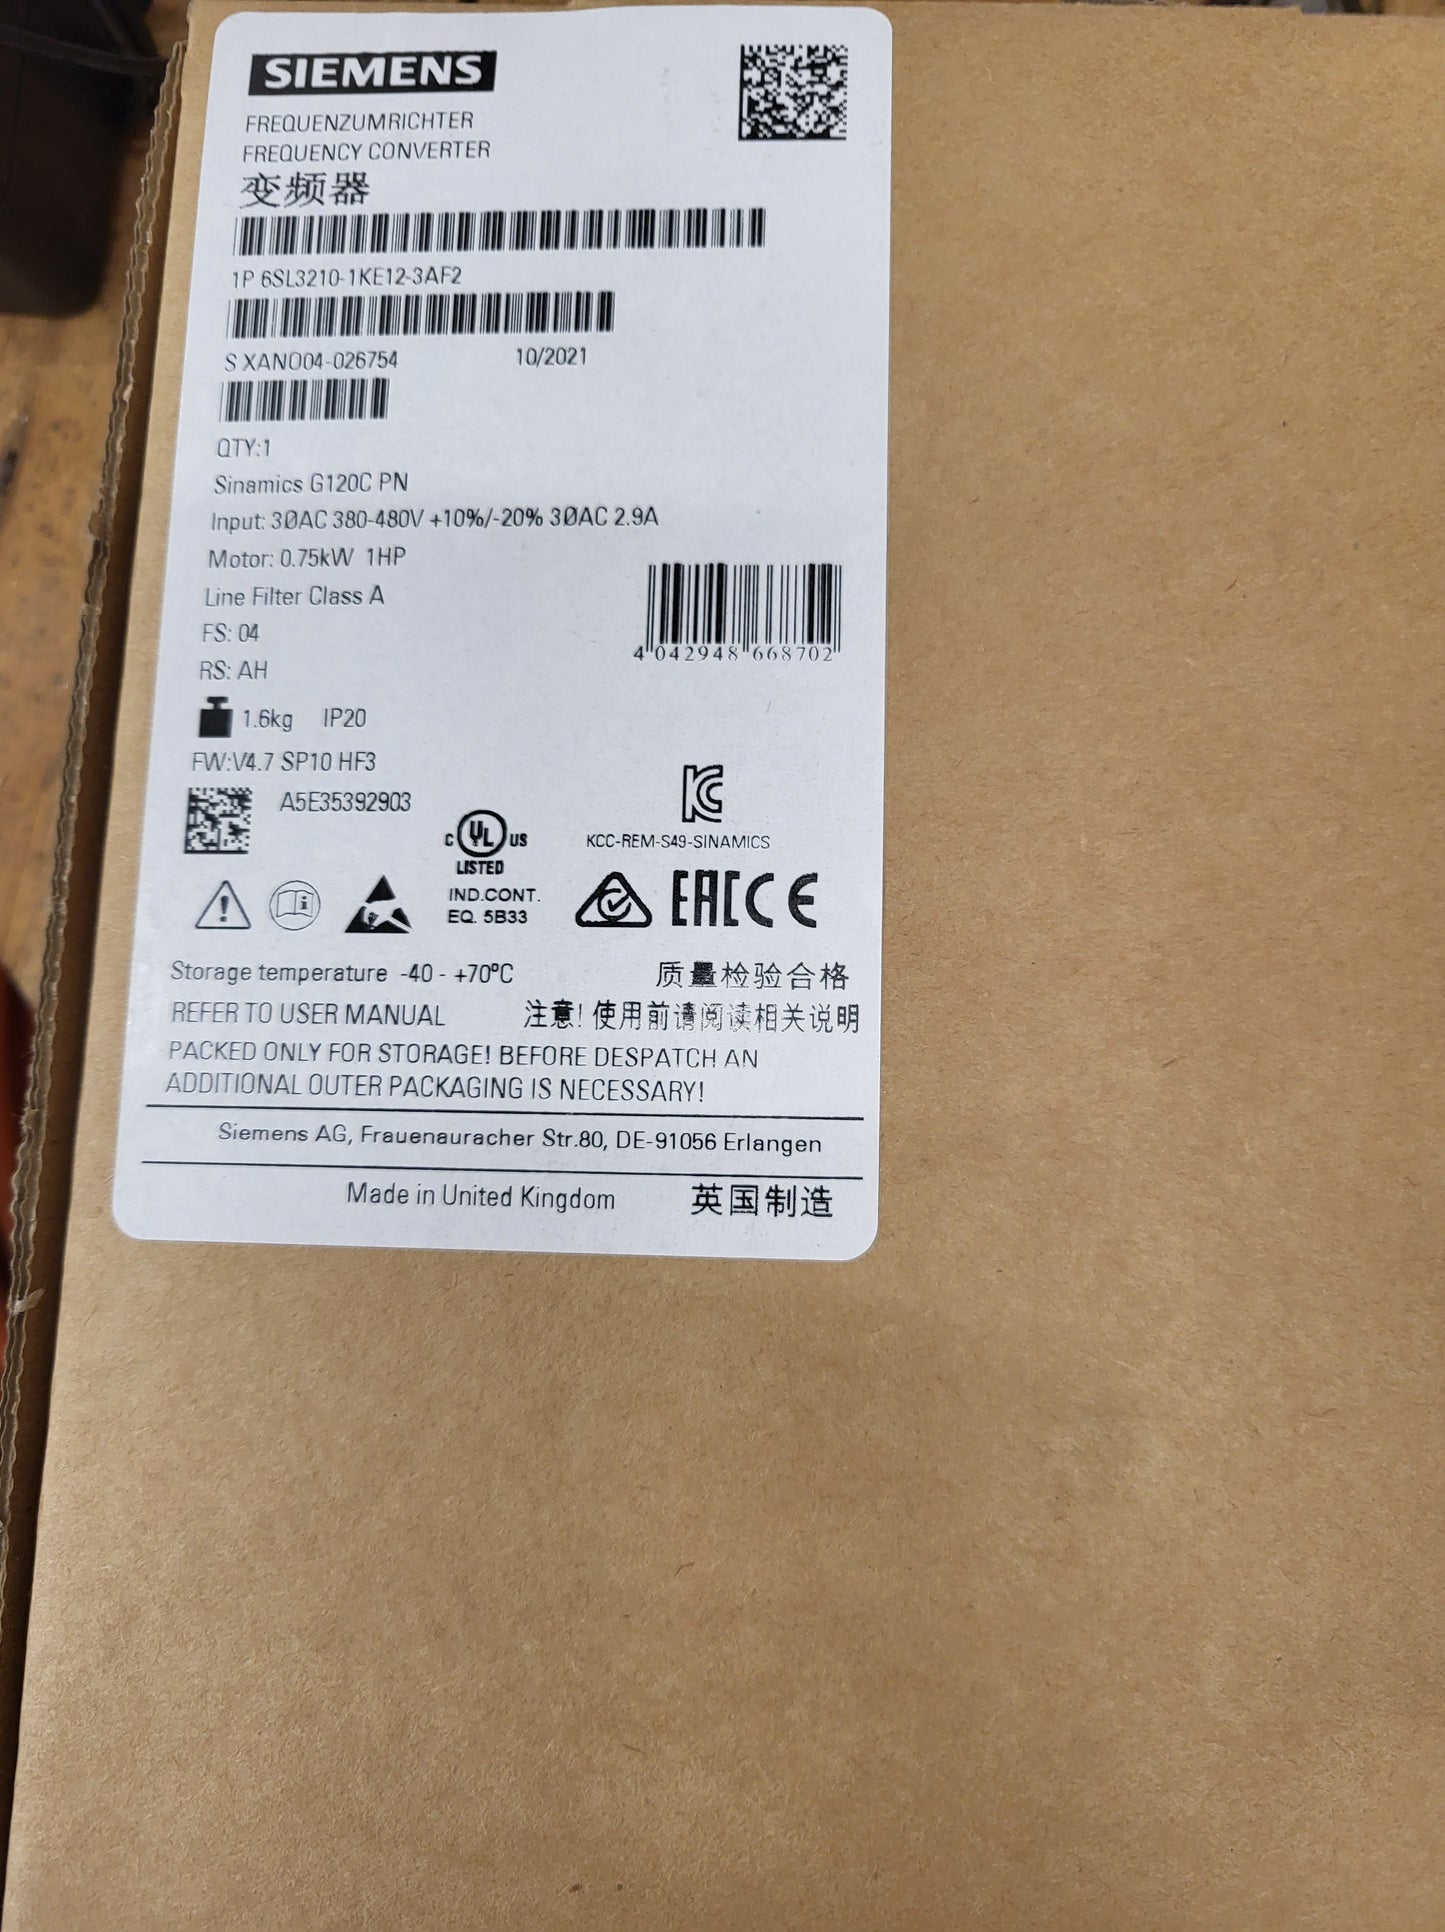 SIEMENS
FREQUENZUMRICHTER
FREQUENCY CONVERTER
变频器
1P 6SL3210-1KE12-3AF2
S XANO04-026754 10/2021
QTY:1
Sinamics G120C PN
Input: 3ØAC 380-480V +10%/-20% 3ØAC 2.9A
Motor: 0.75kW 1HP
Line Filter Class A
FS: 04
RS: AH
4 042948 668702
1.6kg IP20
FW:V4.7 SP10 HF3
A5E35392903
C UL US
LISTED
IND.CONT.
EQ. 5B33
KCC-REM-S49-SINAMICS
EAC CE
Storage temperature -40 - +70ºC 质量检验合格
REFER TO USER MANUAL 注意! 使用前请阅读相关说明
PACKED ONLY FOR STORAGE! BEFORE DESPATCH AN
ADDITIONAL OUTER PACKAGING IS NECESSARY!
Siemens AG, Frauenauracher Str.80, DE-91056 Erlangen
Made in United Kingdom 英国制造